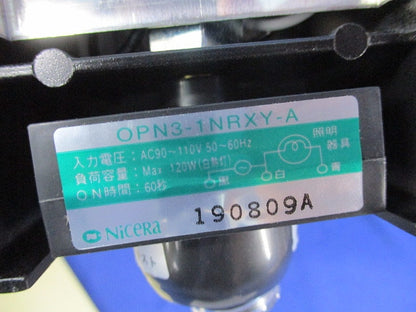 OPN3-1NRXY-A
入力電圧：AC90～110V 50～60Hz
負荷容量：Max 120W(白熱灯)
ON時間：60秒
照明
器具
黒
白
青
NICERA
190809A